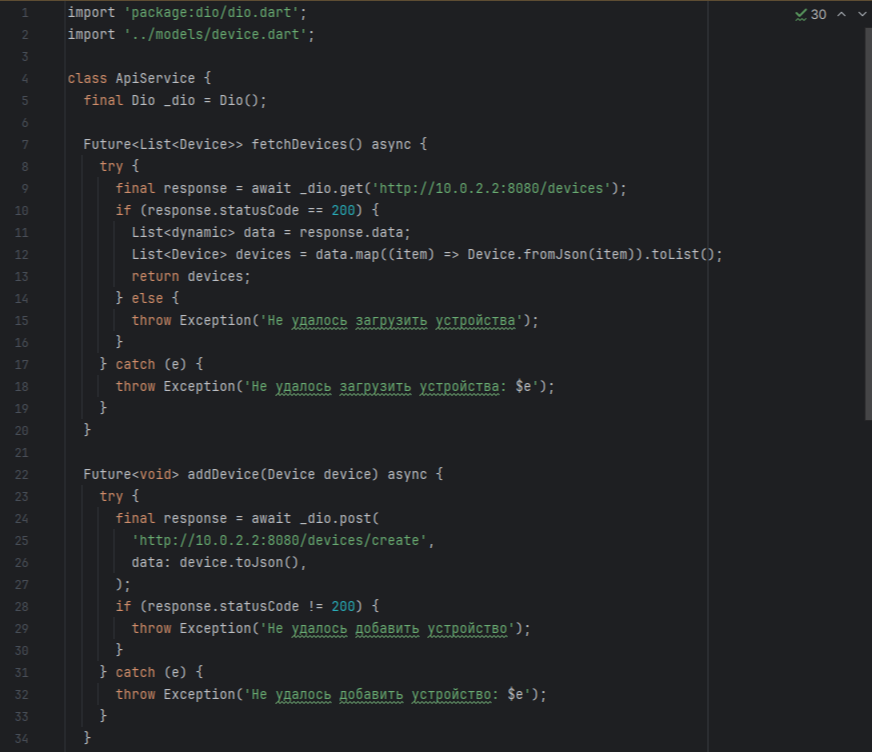 30
1 import 'package:dio/dio.dart';
2 import '../models/device.dart';
3
4 class ApiService {
5   final Dio _dio = Dio();
6
7   Future<List<Device>> fetchDevices() async {
8     try {
9       final response = await _dio.get('http://10.0.2.2:8080/devices');
10       if (response.statusCode == 200) {
11         List<dynamic> data = response.data;
12         List<Device> devices = data.map((item) => Device.fromJson(item)).toList();
13         return devices;
14       } else {
15         throw Exception('Не удалось загрузить устройства');
16       }
17     } catch (e) {
18       throw Exception('Не удалось загрузить устройства: $e');
19     }
20   }
21
22   Future<void> addDevice(Device device) async {
23     try {
24       final response = await _dio.post(
25         'http://10.0.2.2:8080/devices/create',
26         data: device.toJson(),
27       );
28       if (response.statusCode != 200) {
29         throw Exception('Не удалось добавить устройство');
30       }
31     } catch (e) {
32       throw Exception('Не удалось добавить устройство: $e');
33     }
34   }